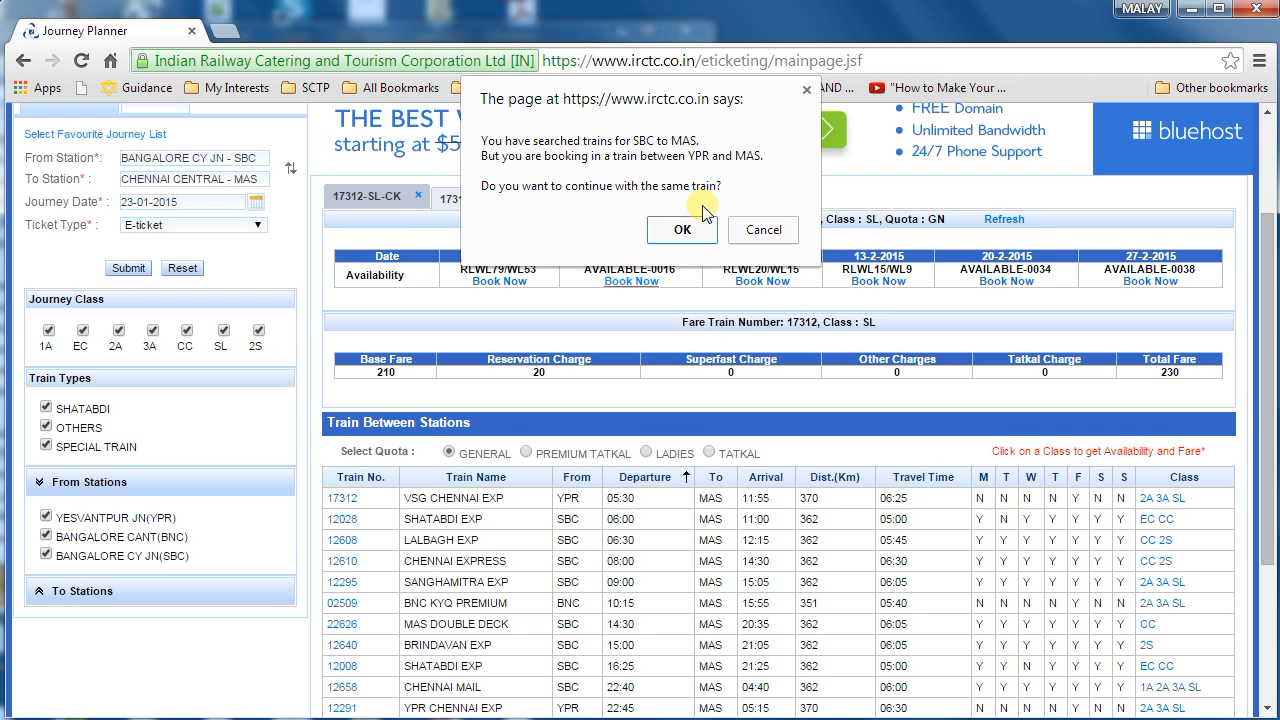 MALAY
Journey Planner
Indian Railway Catering and Tourism Corporation Ltd [IN] https://www.irctc.co.in/eticketing/mainpage.jsf
Apps Guidance My Interests SCTP All Bookmarks AND ... "How to Make Your ... Other bookmarks
The page at https://www.irctc.co.in says:
You have searched trains for SBC to MAS.
But you are booking in a train between YPR and MAS.
Do you want to continue with the same train?
OK Cancel
THE BEST
starting at $5
FREE Domain
Unlimited Bandwidth
24/7 Phone Support
bluehost
Select Favourite Journey List
From Station*: BANGALORE CY JN - SBC
To Station* : CHENNAI CENTRAL - MAS
Journey Date* : 23-01-2015
Ticket Type* : E-ticket
Submit Reset
Journey Class
1A EC 2A 3A CC SL 2S
Train Types
SHATABDI
OTHERS
SPECIAL TRAIN
From Stations
YESVANTPUR JN(YPR)
BANGALORE CANT(BNC)
BANGALORE CY JN(SBC)
To Stations
17312-SL-CK
, Class : SL, Quota : GN Refresh
Date 13-2-2015 20-2-2015 27-2-2015
Availability RLWL79/WL53 AVAILABLE-0016 RLWL20/WL15 RLWL15/WL9 AVAILABLE-0034 AVAILABLE-0038
Book Now Book Now Book Now Book Now Book Now Book Now
Fare Train Number: 17312, Class : SL
Base Fare Reservation Charge Superfast Charge Other Charges Tatkal Charge Total Fare
210 20 0 0 0 230
Train Between Stations
Select Quota : GENERAL PREMIUM TATKAL LADIES TATKAL Click on a Class to get Availability and Fare*
Train No. Train Name From Departure To Arrival Dist.(Km) Travel Time M T W T F S S Class
17312 VSG CHENNAI EXP YPR 05:30 MAS 11:55 370 06:25 N N N N Y N N 2A 3A SL
12028 SHATABDI EXP SBC 06:00 MAS 11:00 362 05:00 Y N Y Y Y Y Y EC CC
12608 LALBAGH EXP SBC 06:30 MAS 12:15 362 05:45 Y Y Y Y Y Y Y CC 2S
12610 CHENNAI EXPRESS SBC 08:00 MAS 14:30 362 06:30 Y Y Y Y Y Y Y CC 2S
12295 SANGHAMITRA EXP SBC 09:00 MAS 15:05 362 06:05 Y Y Y Y Y Y Y 2A 3A SL
02509 BNC KYQ PREMIUM BNC 10:15 MAS 15:55 351 05:40 N N N N Y N N 2A 3A SL
22626 MAS DOUBLE DECK SBC 14:30 MAS 20:35 362 06:05 Y Y Y Y Y Y Y CC
12640 BRINDAVAN EXP SBC 15:00 MAS 21:05 362 06:05 Y Y Y Y Y Y Y 2S
12008 SHATABDI EXP SBC 16:25 MAS 21:25 362 05:00 Y Y N Y Y Y Y EC CC
12658 CHENNAI MAIL SBC 22:40 MAS 04:40 362 06:00 Y Y Y Y Y Y Y 1A 2A 3A SL
12291 YPR CHENNAI EXP YPR 22:45 MAS 05:15 370 06:30 N N N N Y N N 2A 3A SL